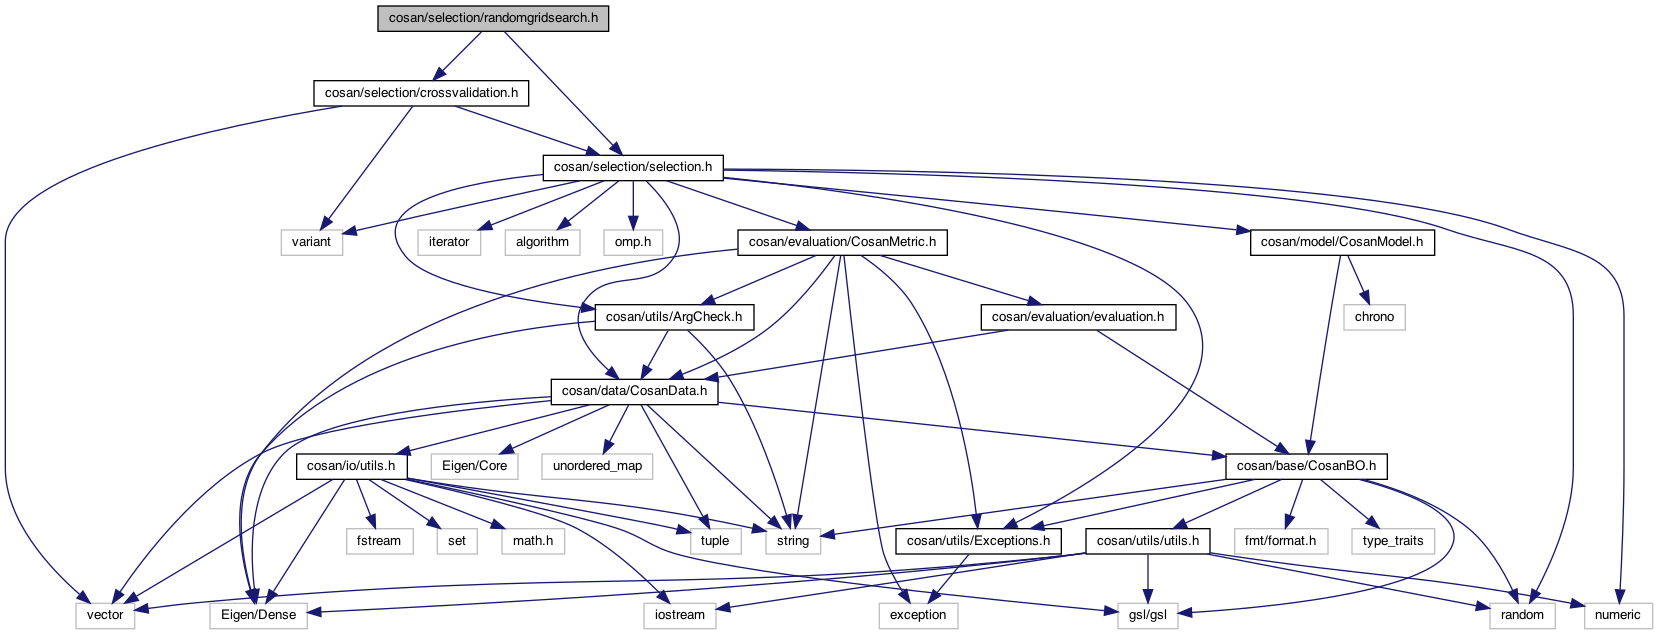 cosan/selection/randomgridsearch.h
cosan/selection/crossvalidation.h
cosan/selection/selection.h
variant
iterator
algorithm
omp.h
cosan/evaluation/CosanMetric.h
cosan/model/CosanModel.h
cosan/utils/ArgCheck.h
cosan/evaluation/evaluation.h
chrono
cosan/data/CosanData.h
cosan/io/utils.h
Eigen/Core
unordered_map
cosan/base/CosanBO.h
fstream
set
math.h
tuple
string
cosan/utils/Exceptions.h
cosan/utils/utils.h
fmt/format.h
type_traits
vector
Eigen/Dense
iostream
exception
gsl/gsl
random
numeric